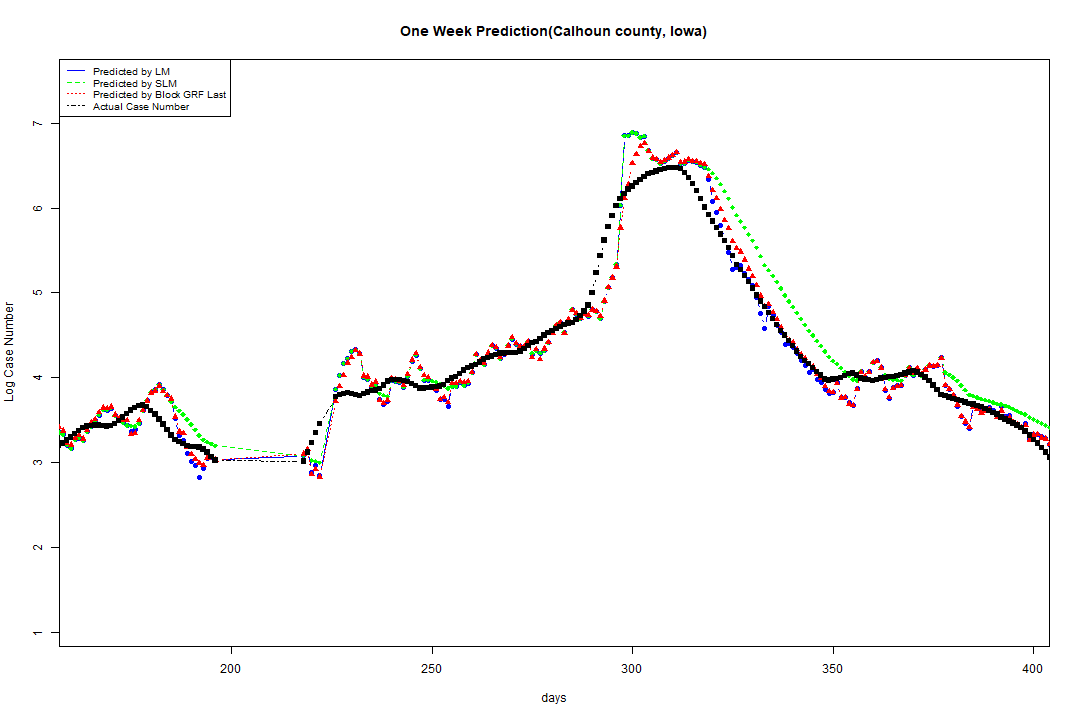 One Week Prediction(Calhoun county, Iowa)
Predicted by LM
Predicted by SLM
Predicted by Block GRF Last
Actual Case Number
7
6
5
4
3
2
1
Log Case Number
200
250
300
350
400
days